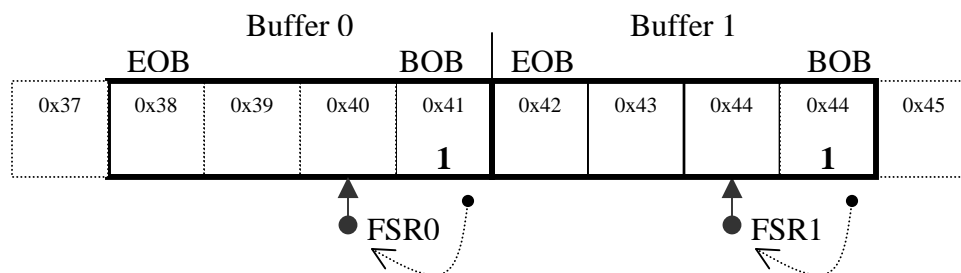 Buffer 0 Buffer 1
EOB BOB EOB BOB
0x37 0x38 0x39 0x40 0x41 0x42 0x43 0x44 0x44 0x45
1 1
FSR0 FSR1